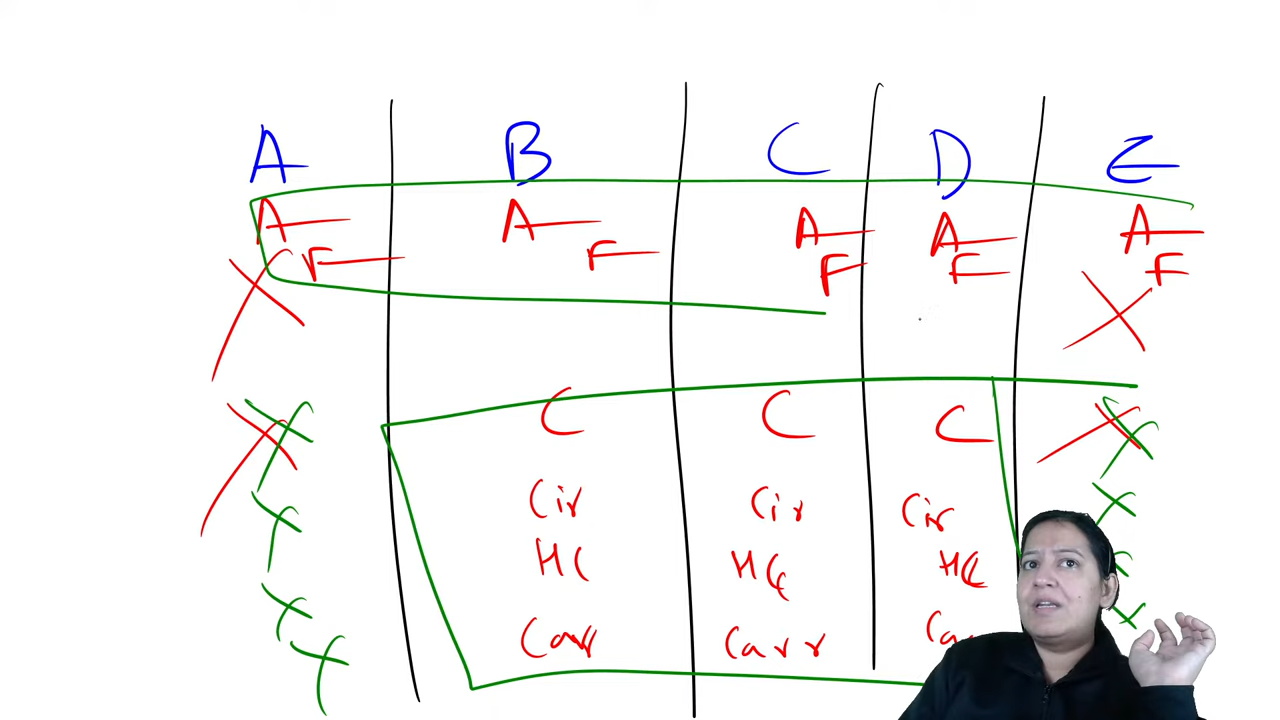 A B C D E
A A A A A
F F F F F
C C C
Cir Cir Cir
HC HC HC
Carr Carr